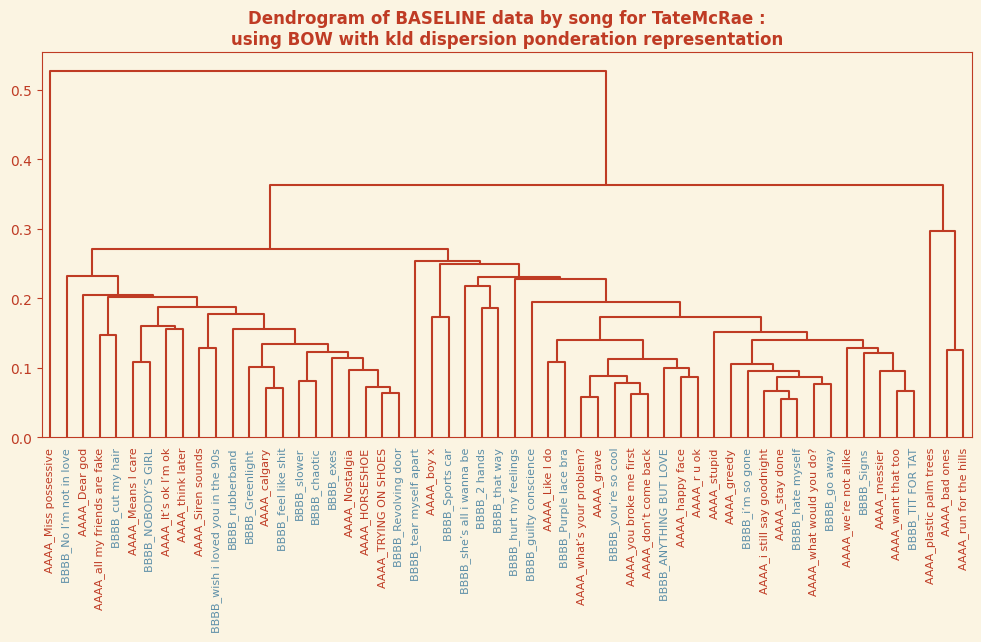 Dendrogram of BASELINE data by song for TateMcRae :
using BOW with kld dispersion ponderation representation
0.5
0.4
0.3
0.2
0.1
0.0
AAAA_Miss possessive
BBBB_No I'm not in love
AAAA_Dear god
AAAA_all my friends are fake
BBBB_cut my hair
AAAA_Means I care
BBBB_NOBODY'S GIRL
AAAA_It's ok I'm ok
AAAA_think later
AAAA_Siren sounds
BBBB_wish i loved you in the 90s
BBBB_rubberband
BBBB_Greenlight
AAAA_calgary
BBBB_feel like shit
BBBB_slower
BBBB_chaotic
BBBB_exes
AAAA_Nostalgia
AAAA_HORSESHOE
AAAA_TRYING ON SHOES
BBBB_Revolving door
BBBB_tear myself apart
AAAA_boy x
BBBB_Sports car
BBBB_she's all i wanna be
BBBB_2 hands
BBBB_that way
BBBB_hurt my feelings
BBBB_guilty conscience
AAAA_Like I do
BBBB_Purple lace bra
AAAA_what's your problem?
AAAA_grave
BBBB_you're so cool
AAAA_you broke me first
AAAA_don't come back
BBBB_ANYTHING BUT LOVE
AAAA_happy face
AAAA_r u ok
AAAA_stupid
AAAA_greedy
BBBB_i'm so gone
AAAA_i still say goodnight
AAAA_stay done
BBBB_hate myself
AAAA_what would you do?
BBBB_go away
AAAA_we're not alike
BBBB_Signs
AAAA_messier
AAAA_want that too
BBBB_TIT FOR TAT
AAAA_plastic palm trees
AAAA_bad ones
AAAA_run for the hills